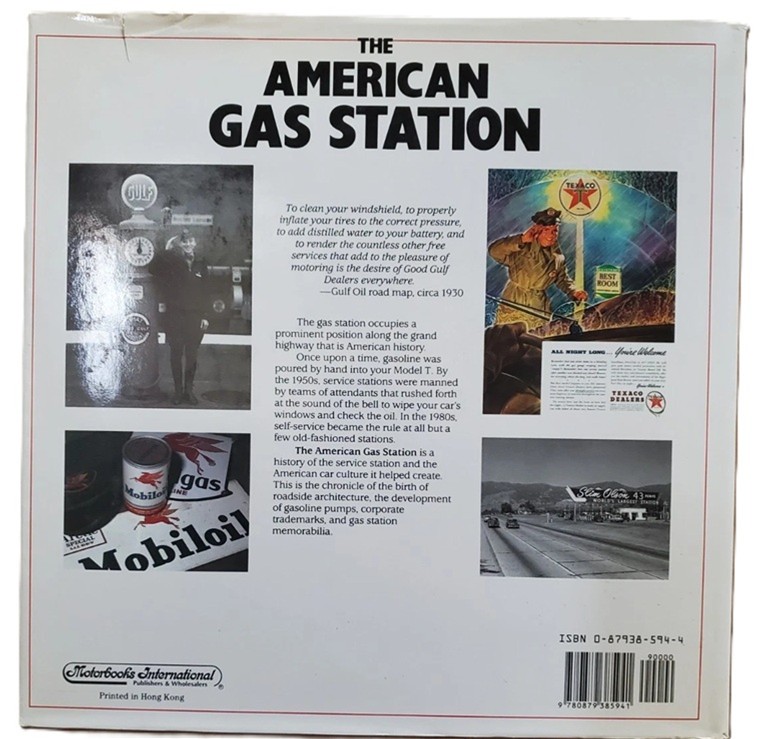 THE
AMERICAN
GAS STATION
GULF
To clean your windshield, to properly
inflate your tires to the correct pressure,
to add distilled water to your battery, and
to render the countless other free
services that add to the pleasure of
motoring is the desire of Good Gulf
Dealers everywhere.
—Gulf Oil road map, circa 1930
The gas station occupies a
prominent position along the grand
highway that is American history.
Once upon a time, gasoline was
poured by hand into your Model T. By
the 1950s, service stations were manned
by teams of attendants that rushed forth
at the sound of the bell to wipe your car's
windows and check the oil. In the 1980s,
self-service became the rule at all but a
few old-fashioned stations.
The American Gas Station is a
history of the service station and the
American car culture it helped create.
This is the chronicle of the birth of
roadside architecture, the development
of gasoline pumps, corporate
trademarks, and gas station
memorabilia.
TEXACO
REST
ROOM
ALL NIGHT LONG... You're Welcome
TEXACO
DEALERS
Mobiloil
gas
SPECIAL
Mobiloil
Slim Olson 43
WORLD'S LARGEST STATION
Motorbooks International
Publishers & Wholesalers
Printed in Hong Kong
ISBN 0-87938-594-4
90000
9 780879 385941